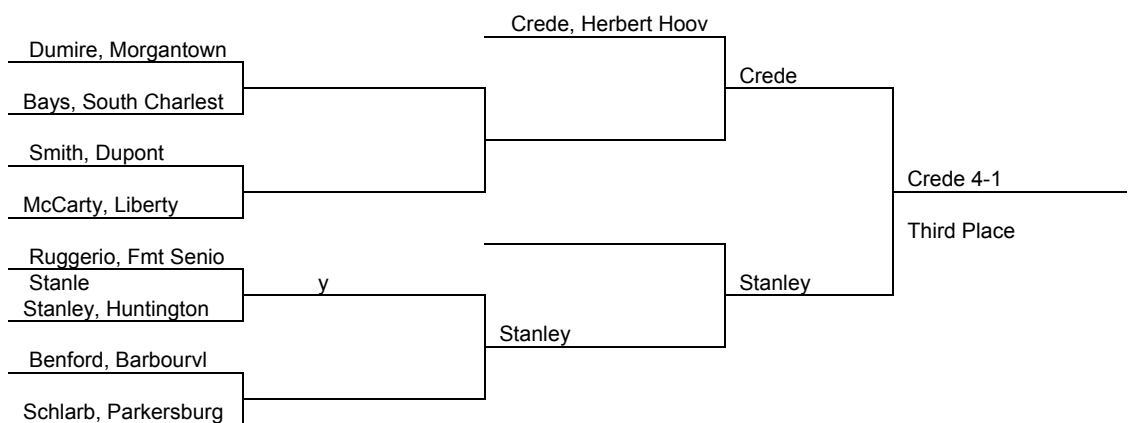 Crede, Herbert Hoov
Dumire, Morgantown
Crede
Bays, South Charlest
Smith, Dupont
Crede 4-1
McCarty, Liberty
Third Place
Ruggerio, Fmt Senio
Stanle y
Stanley
Stanley, Huntington
Stanley
Benford, Barbourvl
Schlarb, Parkersburg